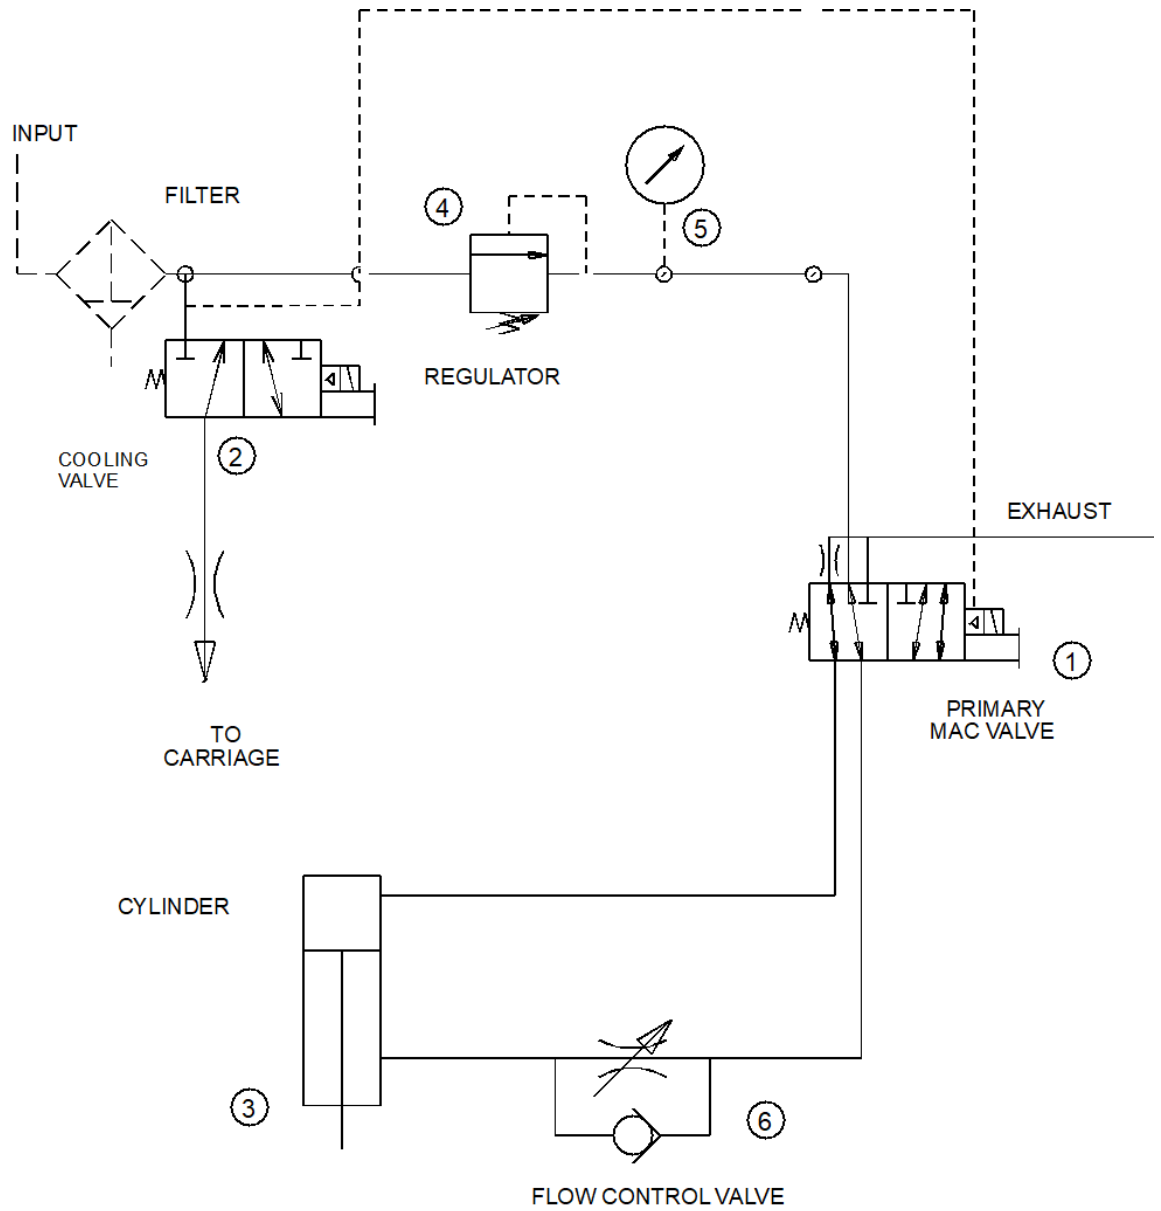 INPUT
FILTER
4
5
REGULATOR
2
COOLING
VALVE
EXHAUST
1
PRIMARY
MAC VALVE
TO
CARRIAGE
CYLINDER
3
6
FLOW CONTROL VALVE